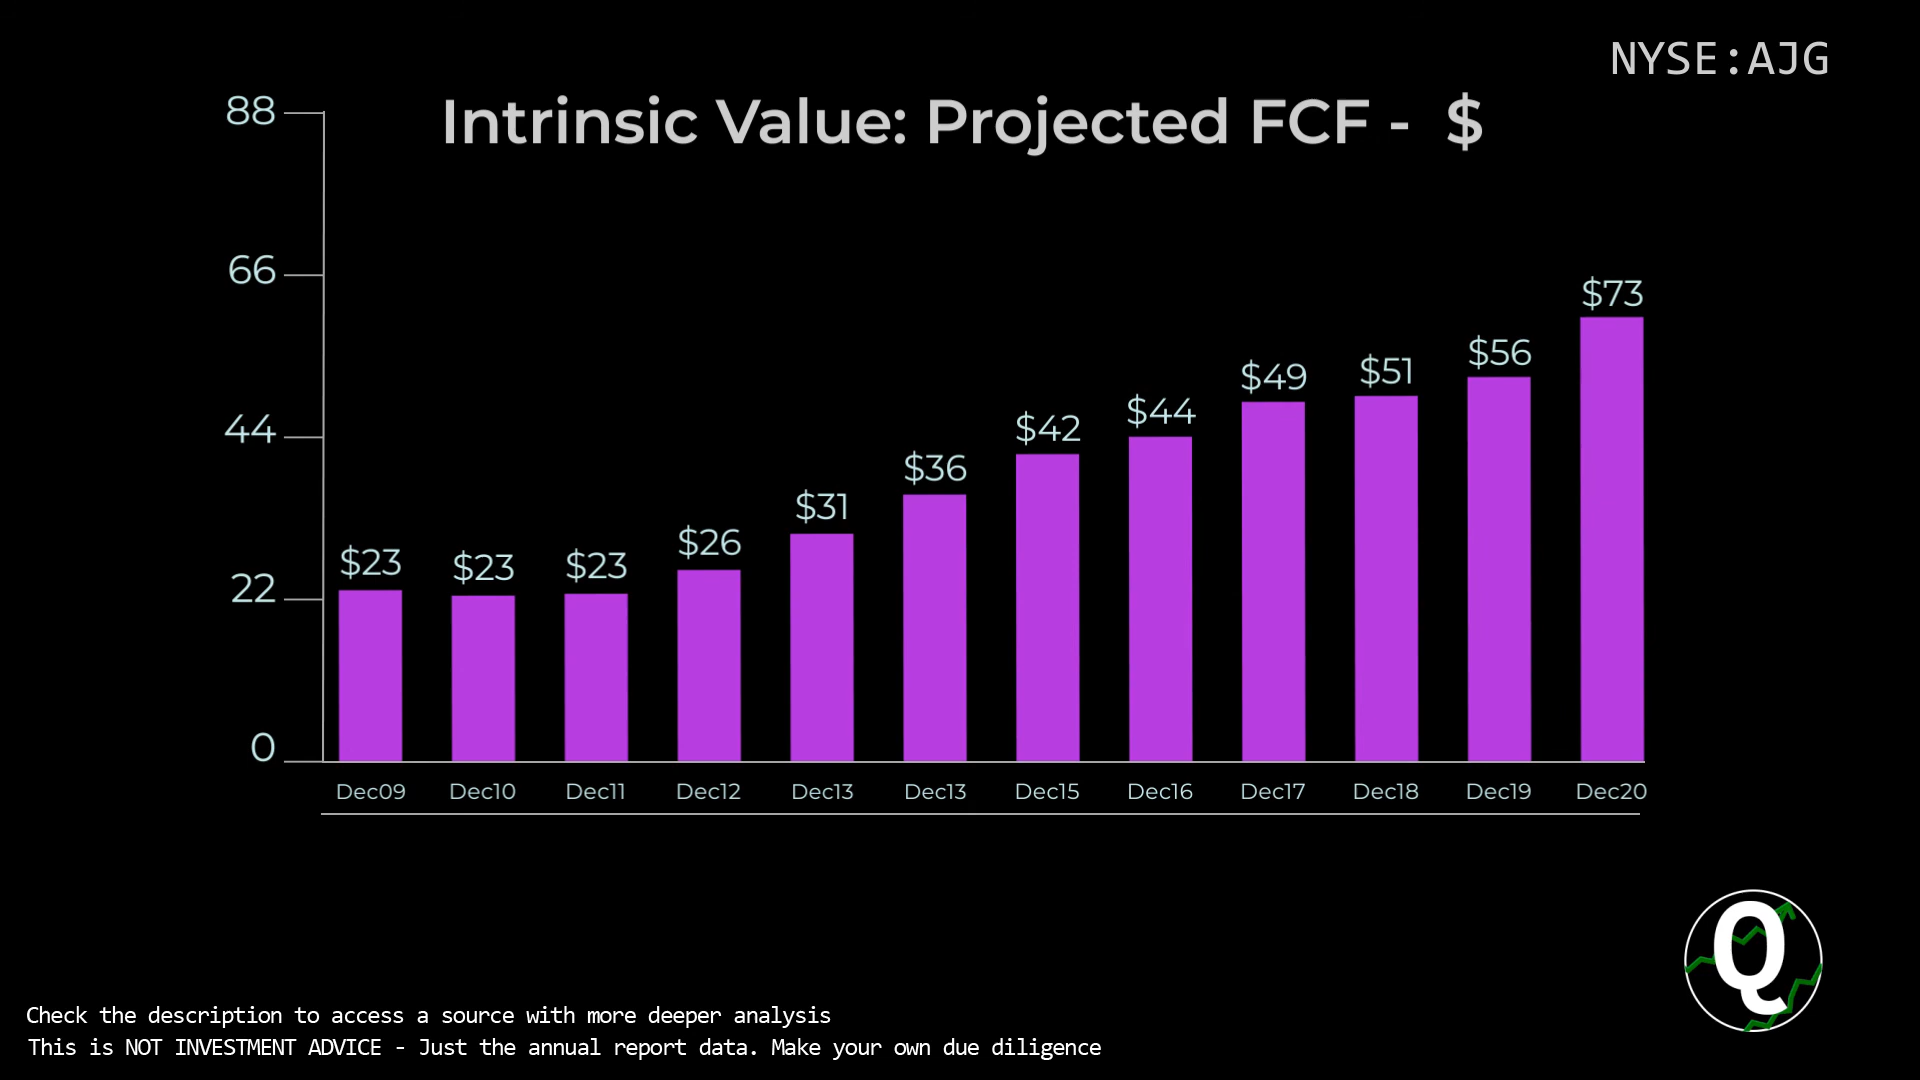 NYSE:AJG
Intrinsic Value: Projected FCF - $
88
66
44
22
0
$23 $23 $23 $26 $31 $36 $42 $44 $49 $51 $56 $73
Dec09 Dec10 Dec11 Dec12 Dec13 Dec13 Dec15 Dec16 Dec17 Dec18 Dec19 Dec20
Q
Check the description to access a source with more deeper analysis
This is NOT INVESTMENT ADVICE - Just the annual report data. Make your own due diligence